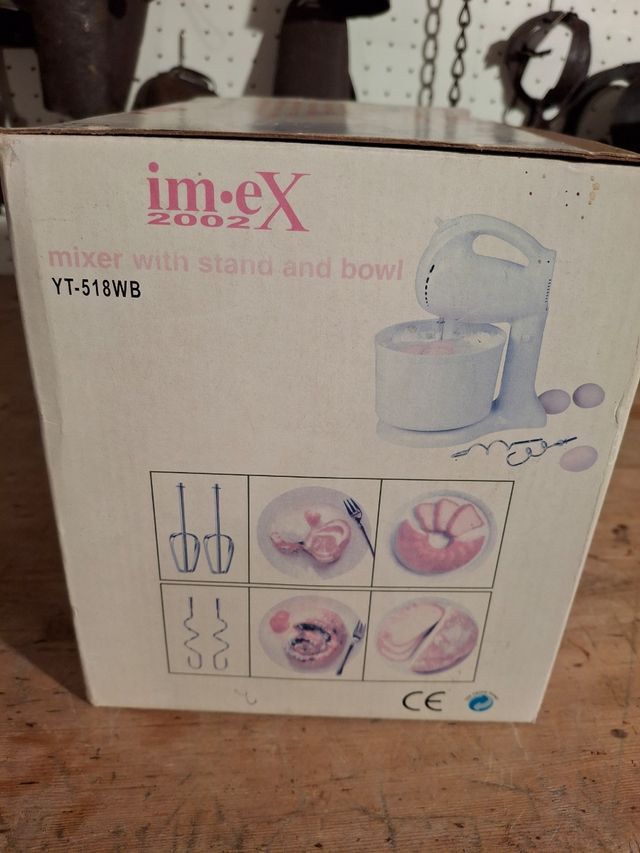 im·eX
2002
mixer with stand and bowl
YT-518WB
CE